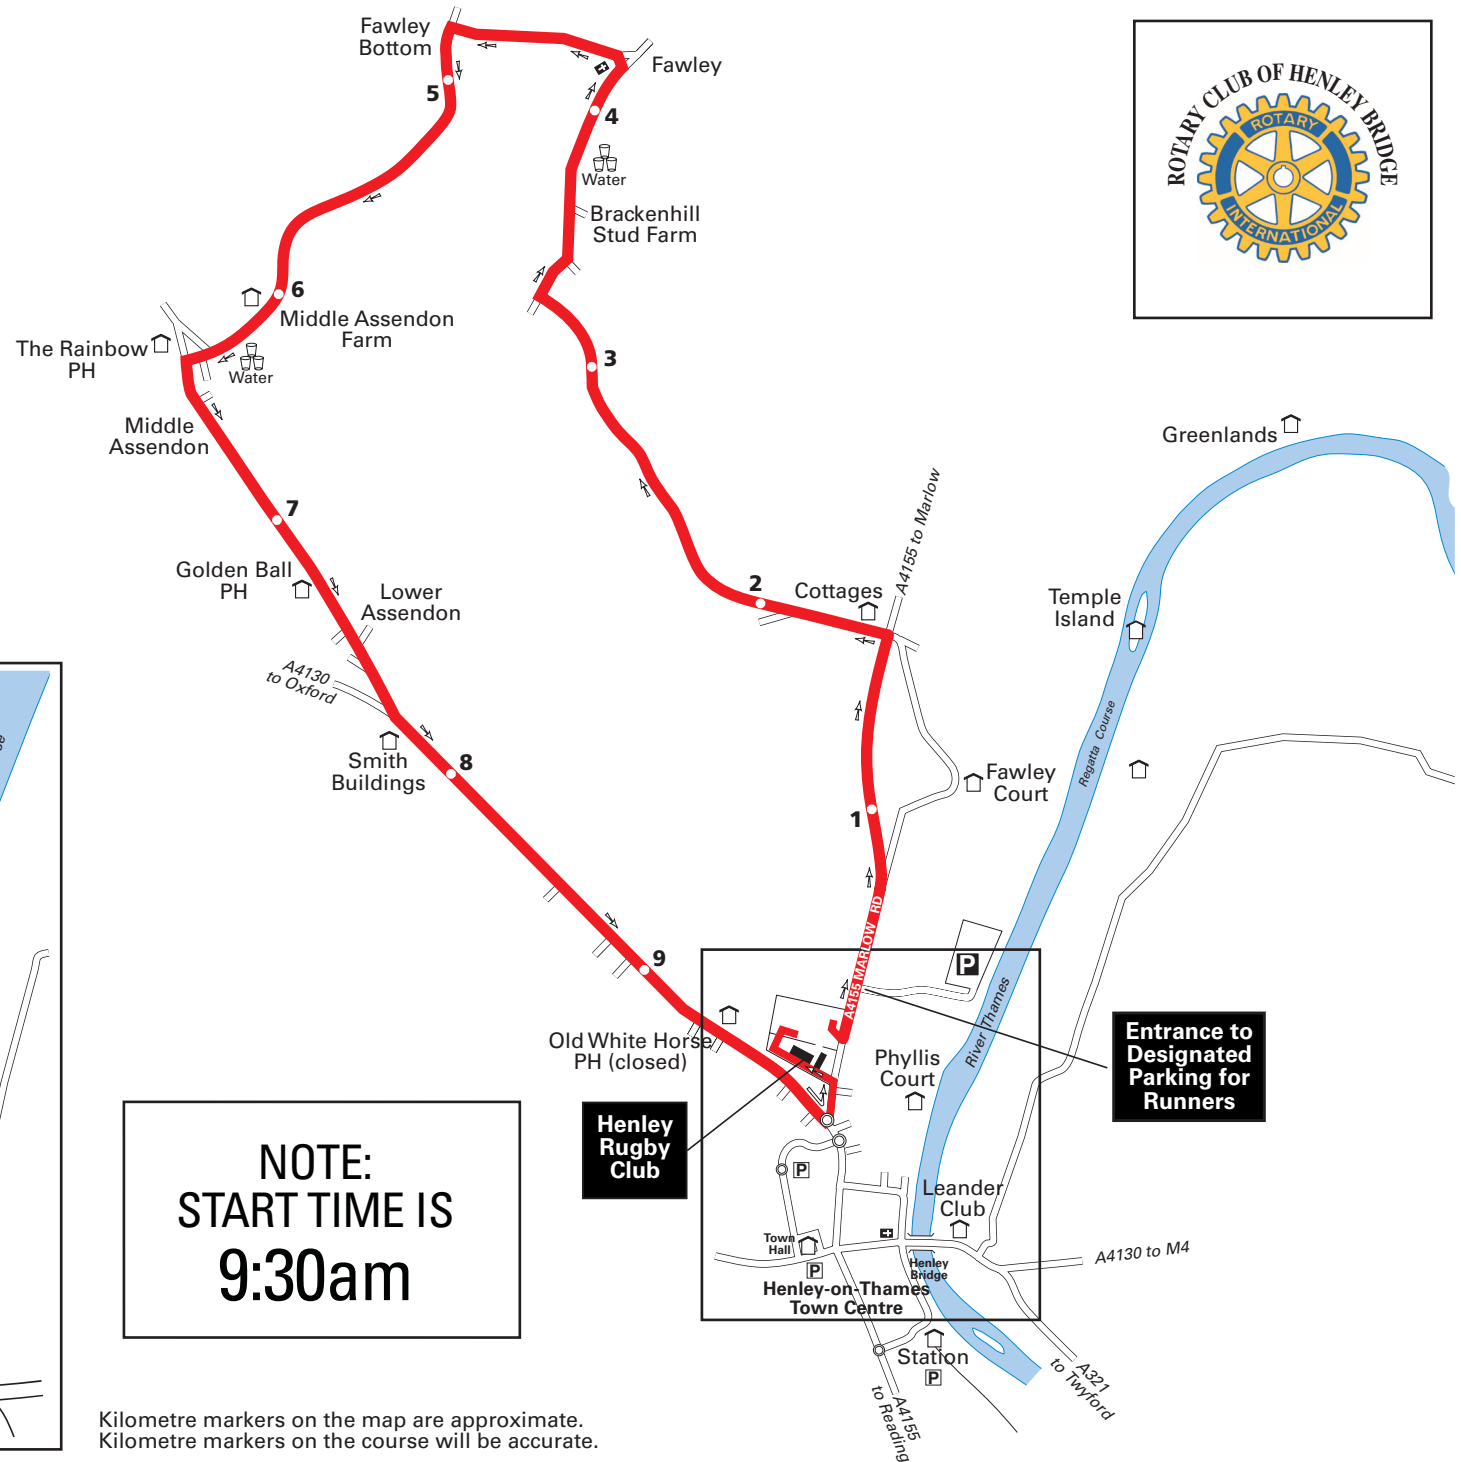 Fawley
Bottom
Fawley
5
4
Water
Brackenhill
Stud Farm
6
Middle Assendon
Farm
The Rainbow
PH
Water
3
Middle
Assendon
7
Golden Ball
PH
Lower
Assendon
2
Cottages
A4155 to Marlow
A4130
to Oxford
Smith
Buildings
8
Fawley
Court
1
9
A4155 MARLOW RD
Old White Horse
PH (closed)
Henley
Rugby
Club
ROTARY CLUB OF HENLEY BRIDGE
ROTARY
INTERNATIONAL
Greenlands
Temple
Island
Regatta Course
P
River Thames
Entrance to
Designated
Parking for
Runners
Phyllis
Court
P
Leander
Club
Town
Hall
P
Henley
Bridge
A4130 to M4
Henley-on-Thames
Town Centre
Station
P
A321
to Twyford
A4155
to Reading
NOTE:
START TIME IS
9:30am
Kilometre markers on the map are approximate.
Kilometre markers on the course will be accurate.